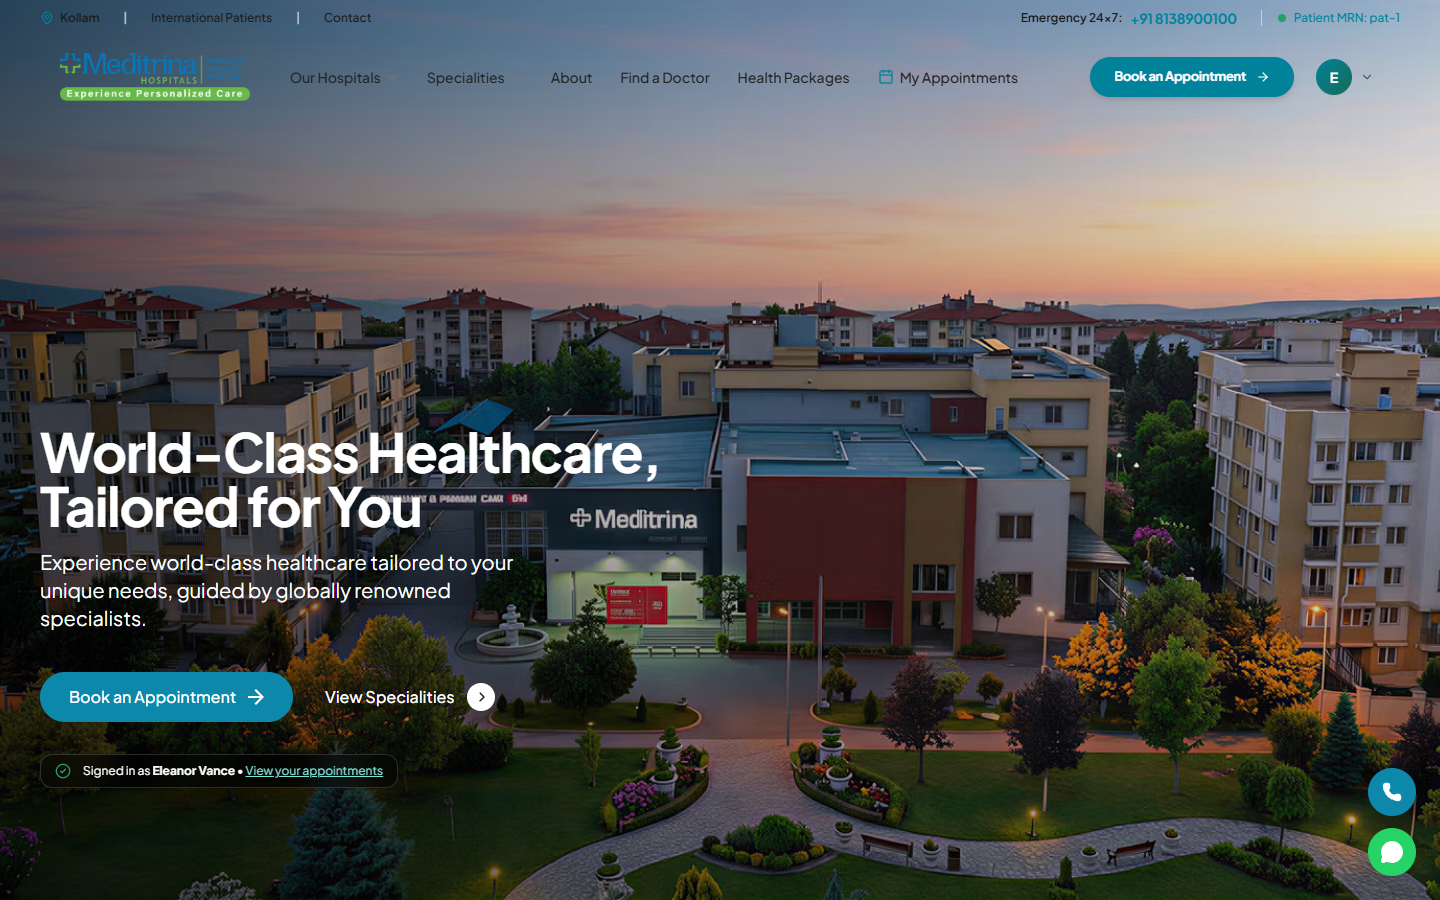 Kollam
International Patients
Contact
Emergency 24×7: +91 8138900100
Patient MRN: pat-1
Meditrina
HOSPITALS
Experience Personalized Care
Our Hospitals
Specialities
About
Find a Doctor
Health Packages
My Appointments
Book an Appointment
E
World-Class Healthcare,
Tailored for You
Meditrina
Experience world-class healthcare tailored to your
unique needs, guided by globally renowned
specialists.
Book an Appointment
View Specialities
Signed in as Eleanor Vance • View your appointments